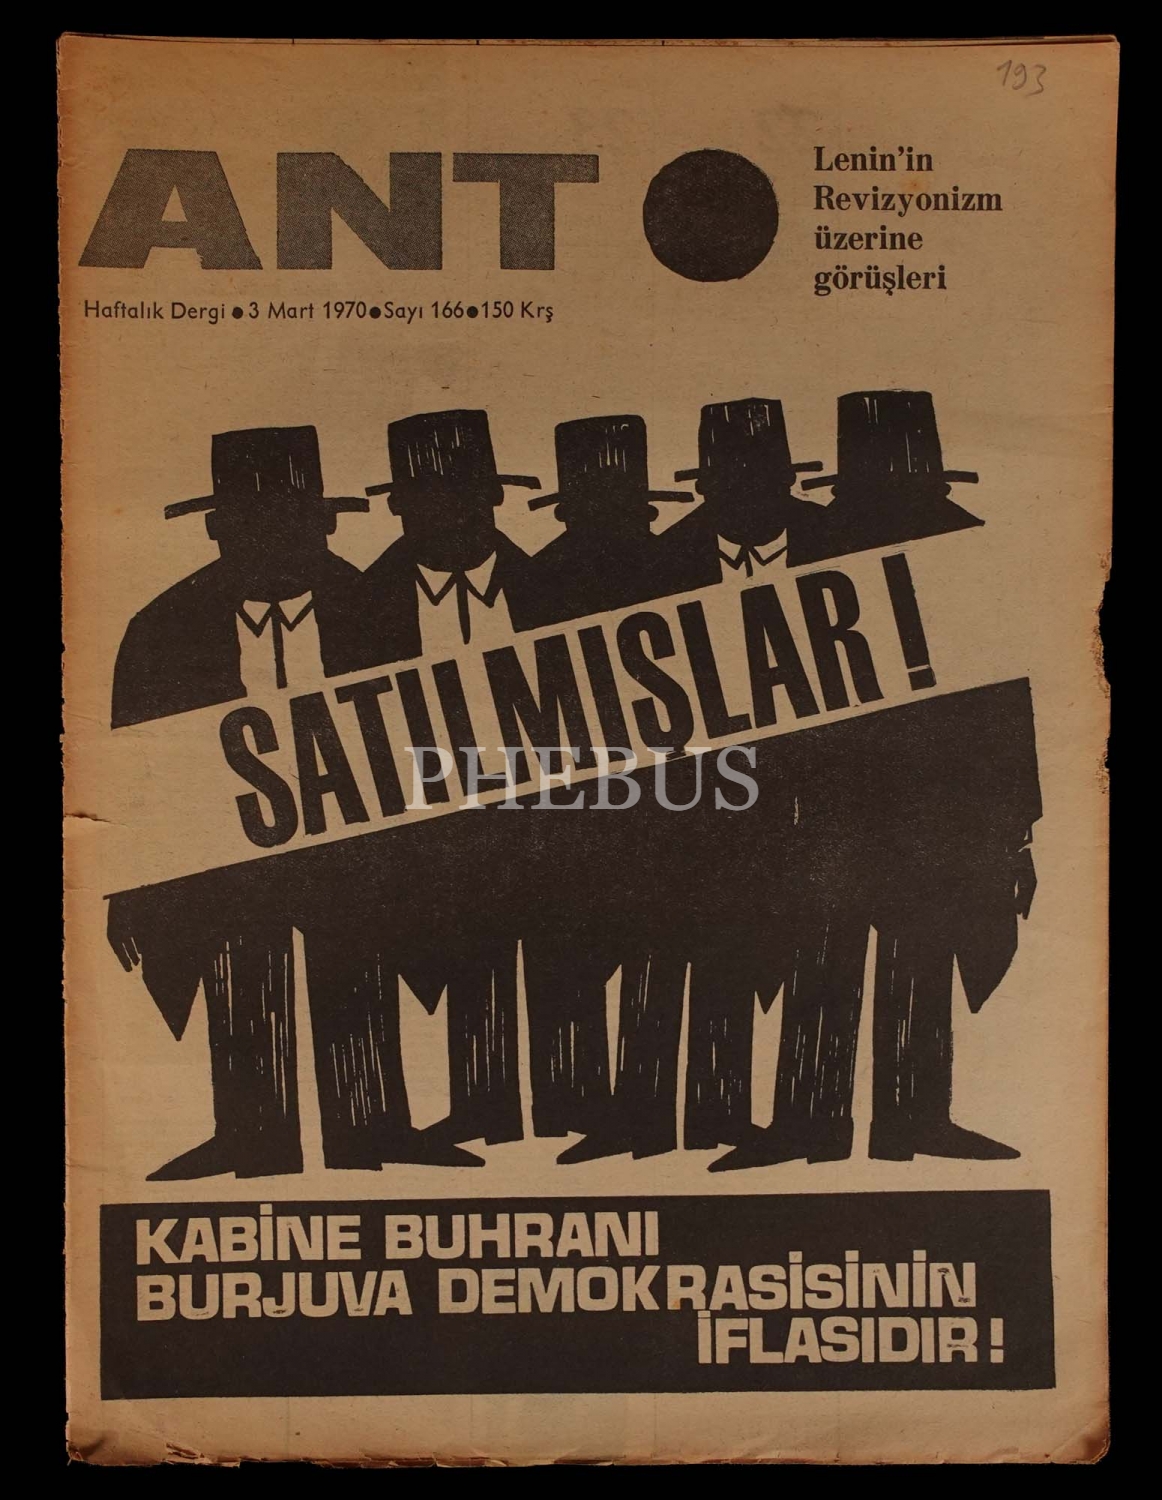 193
ANT
Lenin'in
Revizyonizm
üzerine
görüşleri
Haftalık Dergi ● 3 Mart 1970 ● Sayı 166 ● 150 Krş
SATILMIŞLAR!
PHEBUS
KABİNE BUHRANI
BURJUVA DEMOKRASİSİNİN
İFLASIDIR!